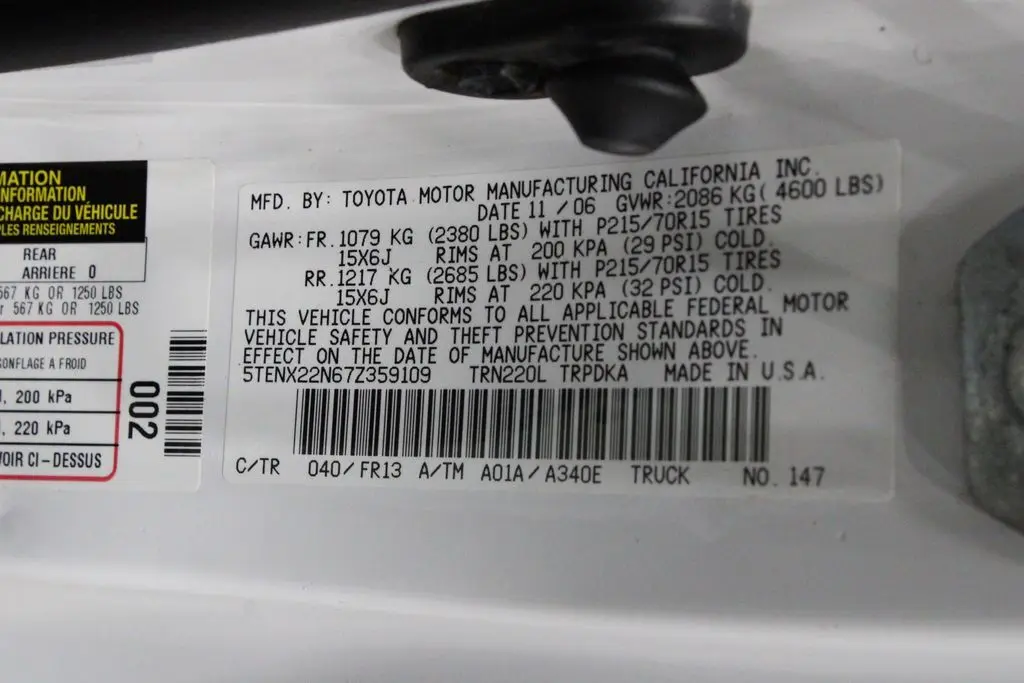 MATION
INFORMATION
CHARGE DU VÉHICULE
PLES RENSEIGNEMENTS
REAR
ARRIERE 0
567 KG OR 1250 LBS
r 567 KG OR 1250 LBS
LATION PRESSURE
GONFLAGE A FROID
, 200 kPa
, 220 kPa
VOIR CI-DESSUS
002
MFD. BY: TOYOTA MOTOR MANUFACTURING CALIFORNIA INC.
DATE 11 / 06 GVWR:2086 KG( 4600 LBS)
GAWR:FR.1079 KG (2380 LBS) WITH P215/70R15 TIRES
15X6J RIMS AT 200 KPA (29 PSI) COLD.
RR.1217 KG (2685 LBS) WITH P215/70R15 TIRES
15X6J RIMS AT 220 KPA (32 PSI) COLD.
THIS VEHICLE CONFORMS TO ALL APPLICABLE FEDERAL MOTOR
VEHICLE SAFETY AND THEFT PREVENTION STANDARDS IN
EFFECT ON THE DATE OF MANUFACTURE SHOWN ABOVE.
5TENX22N67Z359109 TRN220L TRPDKA MADE IN U.S.A.
C/TR 040/FR13 A/TM A01A/A340E TRUCK NO. 147